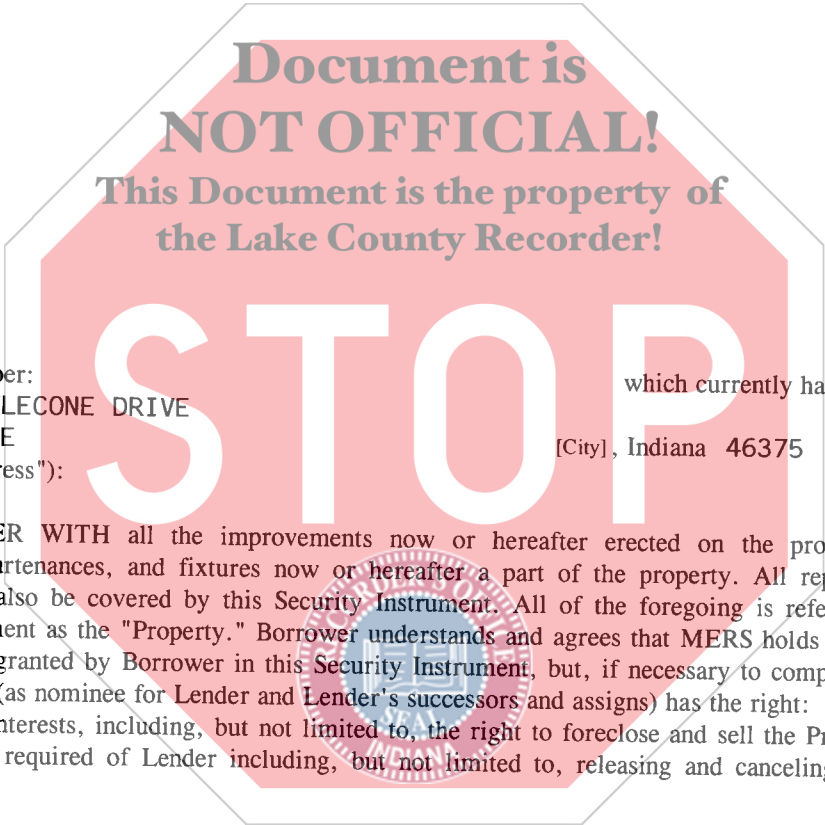 Document is
NOT OFFICIAL!
This Document is the property of
the Lake County Recorder!
STOP
er:
which currently ha
LECONE DRIVE
E
[City], Indiana 46375
ress"):
ER WITH all the improvements now or hereafter erected on the pro
rtenances, and fixtures now or hereafter a part of the property. All rep
also be covered by this Security Instrument. All of the foregoing is refe
ent as the "Property." Borrower understands and agrees that MERS holds
granted by Borrower in this Security Instrument, but, if necessary to comp
(as nominee for Lender and Lender's successors and assigns) has the right:
nterests, including, but not limited to, the right to foreclose and sell the Pr
required of Lender including, but not limited to, releasing and canceling
SEAL
INDIANA